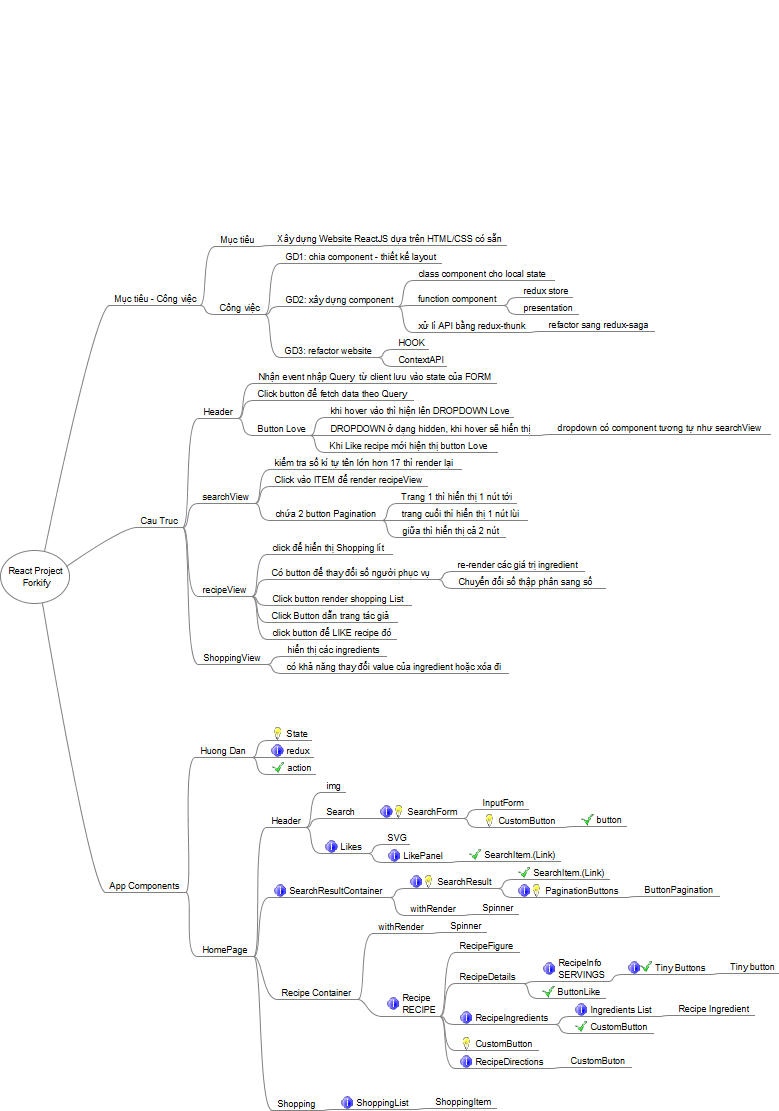 React Project
Forkify
Mục tiêu - Công việc
Mục tiêu
Xây dựng Website ReactJS dựa trên HTML/CSS có sẵn
Công việc
GD1: chia component - thiết kế layout
GD2: xây dựng component
class component cho local state
function component
redux store
presentation
xử lí API bằng redux-thunk
refactor sang redux-saga
GD3: refactor website
HOOK
ContextAPI
Cau Truc
Header
Nhận event nhập Query từ client lưu vào state của FORM
Click button để fetch data theo Query
Button Love
khi hover vào thì hiện lên DROPDOWN Love
DROPDOWN ở dạng hidden, khi hover sẽ hiển thị
dropdown có component tương tự như searchView
Khi Like recipe mới hiện thị button Love
searchView
kiểm tra số kí tự tên lớn hơn 17 thì render lại
Click vào ITEM để render recipeView
chứa 2 button Pagination
Trang 1 thì hiển thị 1 nút tới
trang cuối thì hiển thị 1 nút lùi
giữa thì hiển thị cả 2 nút
recipeView
click để hiển thị Shopping lít
Có button để thay đổi số người phục vụ
re-render các giá trị ingredient
Chuyển đổi số thập phân sang số
Click button render shopping List
Click Button dẫn trang tác giả
click button để LIKE recipe đó
ShoppingView
hiển thị các ingredients
có khả năng thay đổi value của ingredient hoặc xóa đi
App Components
Huong Dan
State
redux
action
HomePage
Header
img
Search
SearchForm
InputForm
CustomButton
button
Likes
SVG
LikePanel
SearchItem.(Link)
SearchResultContainer
SearchResult
SearchItem.(Link)
PaginationButtons
ButtonPagination
withRender
Spinner
Recipe Container
withRender
Spinner
Recipe
RECIPE
RecipeFigure
RecipeDetails
RecipeInfo
SERVINGS
Tiny Buttons
Tiny button
ButtonLike
RecipeIngredients
Ingredients List
Recipe Ingredient
CustomButton
CustomButton
RecipeDirections
CustomButon
Shopping
ShoppingList
ShoppingItem